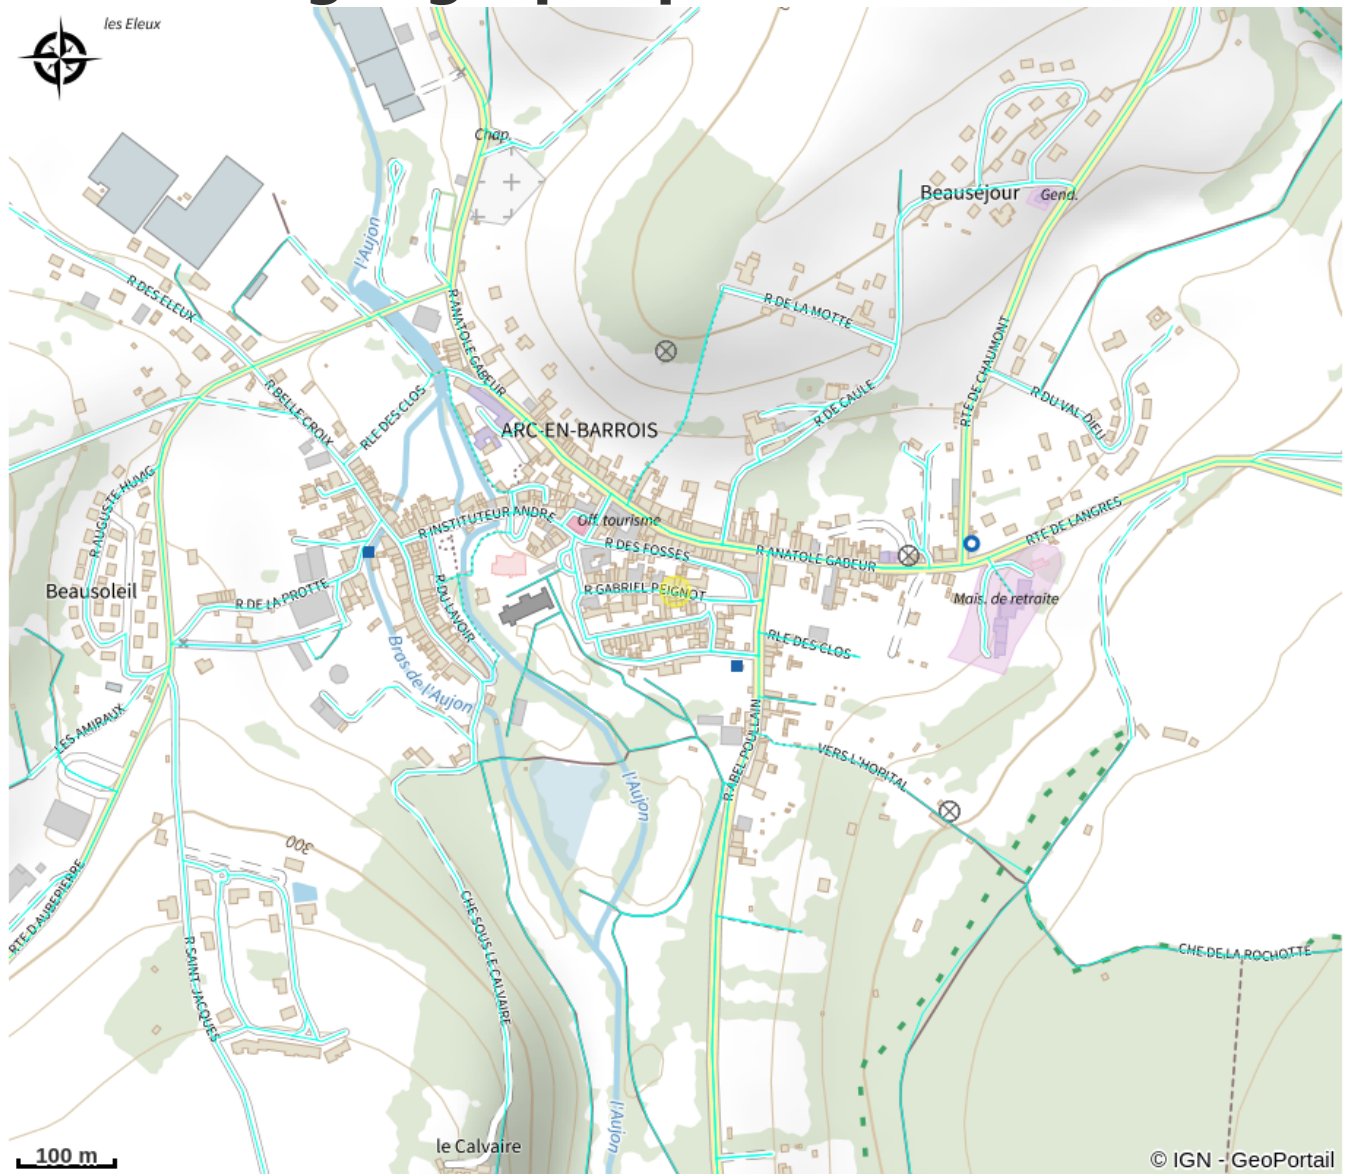 les Eleux
Chap.
Beauséjour
Gend.
l'Aujon
R DES ELEUX
R ANATOLE GABEUR
R DE LA MOTTE
RTE DE CHAUMONT
R BELLE CROIX
RLE DES CLOS
R DE CAULE
R DU VAL DIEU
ARC-EN-BARROIS
R AUGUSTE HUVIG
R INSTITUTEUR ANDRE
Off. tourisme
R DES FOSSES
R ANATOLE GABEUR
RTE DE LANGRES
Beausoleil
R DE LA PROTTE
R DU LAVOIR
R GABRIEL PEIGNOT
Mais. de retraite
RLE DES CLOS
Bras de l'Aujon
LES AMIRAUX
R ABEL POULLAIN
VERS L'HOPITAL
l'Aujon
300
RTE D AUBEPIERRE
R SAINT-JACQUES
CHE SOUS LE CALVAIRE
CHE DE LA ROCHOTTE
l'Aujon
le Calvaire
100 m
© IGN - GeoPortail